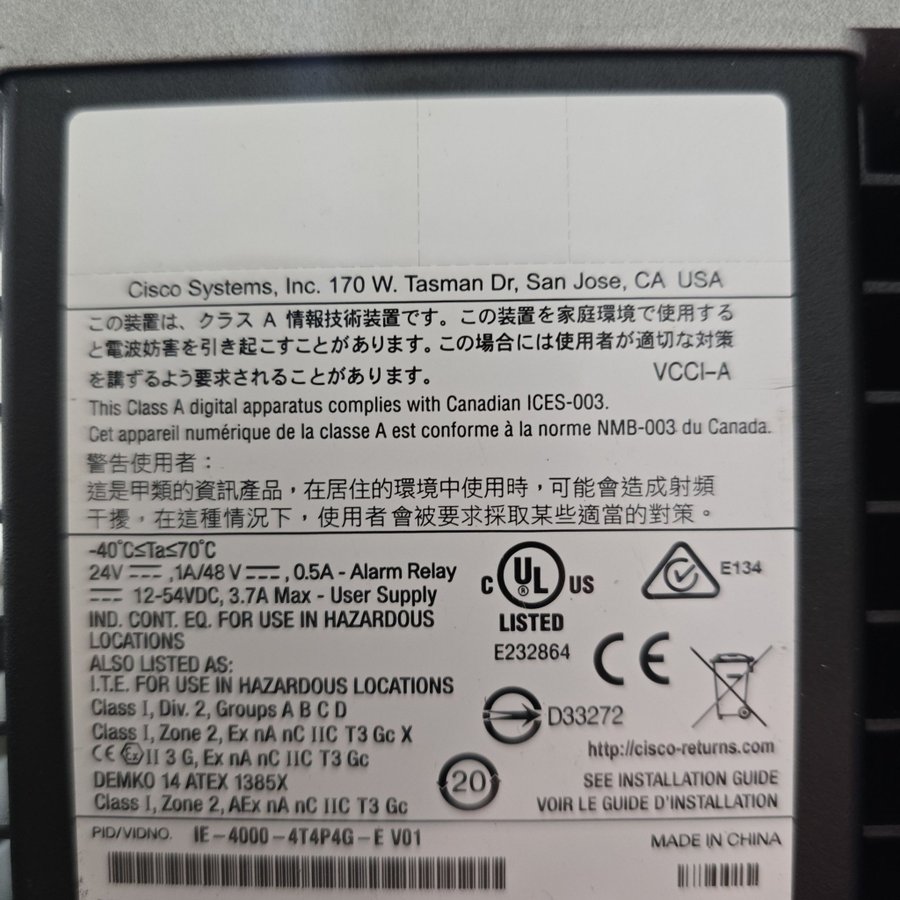 Cisco Systems, Inc. 170 W. Tasman Dr, San Jose, CA USA
この装置は、クラス A 情報技術装置です。この装置を家庭環境で使用する
と電波妨害を引き起こすことがあります。この場合には使用者が適切な対策
を講ずるよう要求されることがあります。 VCCI-A
This Class A digital apparatus complies with Canadian ICES-003.
Cet appareil numérique de la classe A est conforme à la norme NMB-003 du Canada.
警告使用者：
這是甲類的資訊產品，在居住的環境中使用時，可能會造成射頻
干擾，在這種情況下，使用者會被要求採取某些適當的對策。
-40°C≤Ta≤70°C
24V ⎓, 1A/48 V ⎓, 0.5A - Alarm Relay
⎓ 12-54VDC, 3.7A Max - User Supply
IND. CONT. EQ. FOR USE IN HAZARDOUS
LOCATIONS
ALSO LISTED AS:
I.T.E. FOR USE IN HAZARDOUS LOCATIONS
Class I, Div. 2, Groups A B C D
Class I, Zone 2, Ex nA nC IIC T3 Gc X
CE Ex II 3 G, Ex nA nC IIC T3 Gc
DEMKO 14 ATEX 1385X
Class I, Zone 2, AEx nA nC IIC T3 Gc
C UL ® US
LISTED
E232864
E134
CE
D33272
20
http://cisco-returns.com
SEE INSTALLATION GUIDE
VOIR LE GUIDE D'INSTALLATION
PID/VIDNO. IE-4000-4T4P4G-E V01
MADE IN CHINA